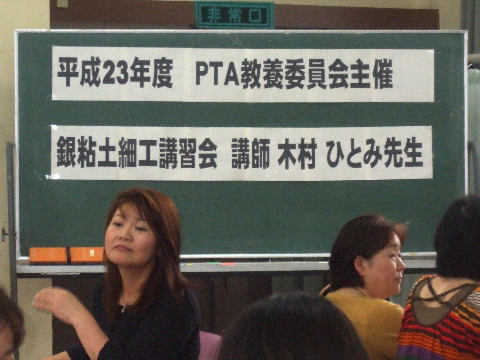 非常口
平成23年度 PTA教養委員会主催
銀粘土細工講習会 講師 木村 ひとみ先生